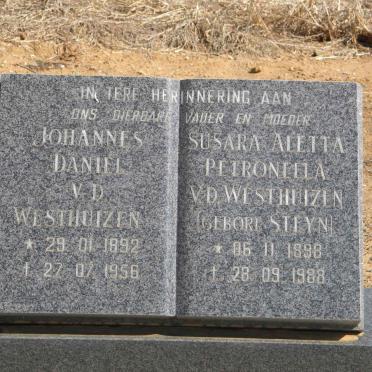 IN TERE HERINNERING AAN
ONS DIERBARE VADER EN MOEDER
JOHANNES
DANIEL
V.D.
WESTHUIZEN
* 29.01.1892
† 27.07.1956
SUSARA ALETTA
PETRONELLA
V.D. WESTHUIZEN
(GEBORE STEYN)
* 06.11.1898
† 28.09.1988